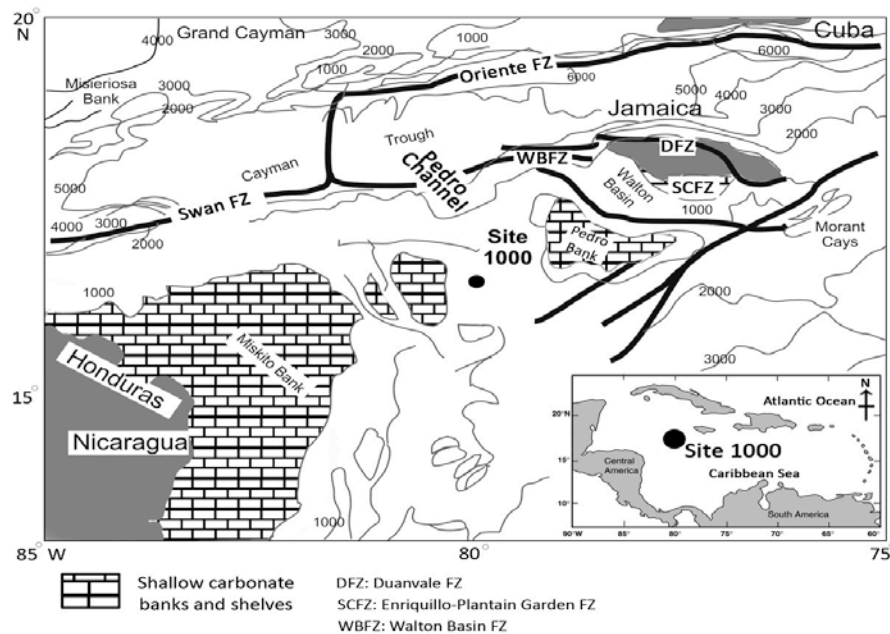 20°
N
Grand Cayman
Cuba
4000
3000
2000
1000
1000
6000
Oriente FZ
6000
Misieriosa
Bank
3000
2000
5000
4000
3000
2000
Jamaica
Trough
Cayman
Pedro
Channel
WBFZ
DFZ
SCFZ
Walton
Basin
1000
5000
Swan FZ
4000
3000
2000
Morant
Cays
Site
1000
Pedro
Bank
1000
2000
3000
Miskito Bank
15°
Honduras
Nicaragua
1000
85° W
80°
75
N
Atlantic Ocean
20°N
15°
10°
Site 1000
Central
America
Caribbean Sea
South America
90°W
85°
80°
75°
70°
65°
60°
Shallow carbonate
banks and shelves
DFZ: Duanvale FZ
SCFZ: Enriquillo-Plantain Garden FZ
WBFZ: Walton Basin FZ